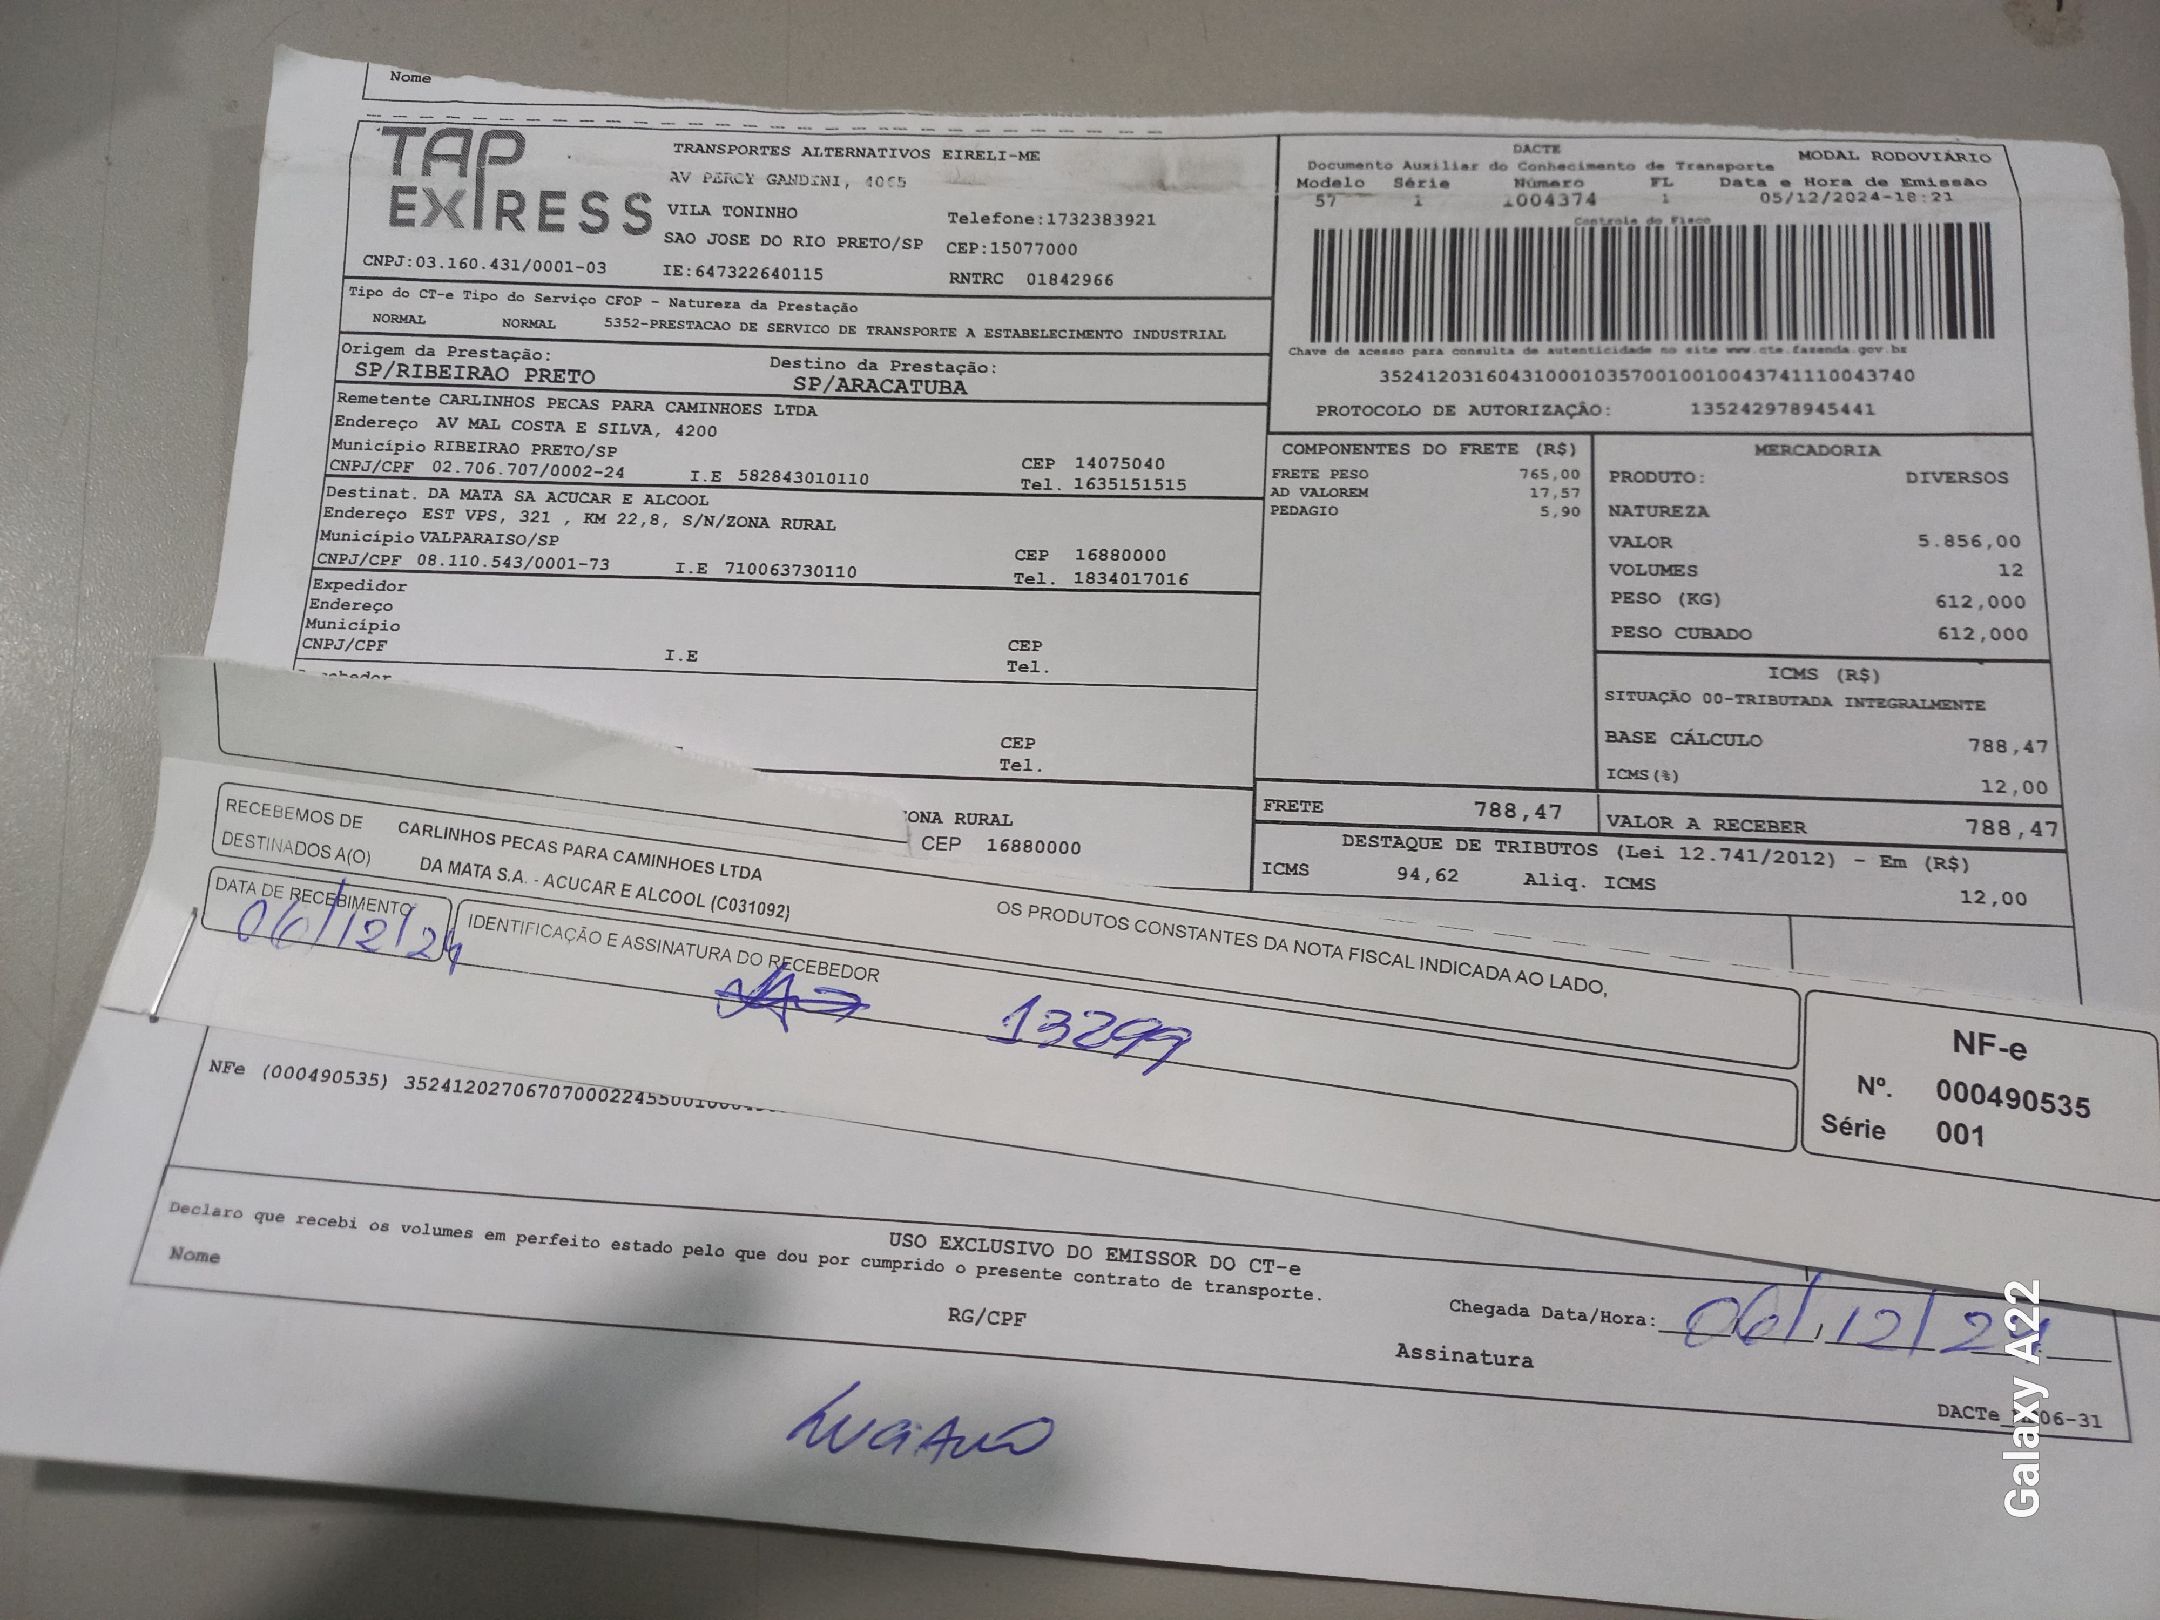 Nome
TAP EXPRESS
TRANSPORTES ALTERNATIVOS EIRELI-ME
AV PERCY GANDINI, 4065
VILA TONINHO
Telefone:1732383921
SAO JOSE DO RIO PRETO/SP CEP:15077000
CNPJ:03.160.431/0001-03 IE:647322640115 RNTRC 01842966
DACTE
Documento Auxiliar do Conhecimento de Transporte MODAL RODOVIÁRIO
Modelo Série Número FL Data e Hora de Emissão
57 1 1004374 1 05/12/2024-18:21
Controle do Fisco
Chave de acesso para consulta de autenticidade no site www.cte.fazenda.gov.br
35241203160431000103570010010043741110043740
PROTOCOLO DE AUTORIZAÇÂO: 135242978945441
Tipo do CT-e Tipo do Serviço CFOP - Natureza da Prestação
NORMAL NORMAL 5352-PRESTACAO DE SERVICO DE TRANSPORTE A ESTABELECIMENTO INDUSTRIAL
Origem da Prestação: Destino da Prestação:
SP/RIBEIRAO PRETO SP/ARACATUBA
Remetente CARLINHOS PECAS PARA CAMINHOES LTDA
Endereço AV MAL COSTA E SILVA, 4200
Município RIBEIRAO PRETO/SP CEP 14075040
CNPJ/CPF 02.706.707/0002-24 I.E 582843010110 Tel. 1635151515
Destinat. DA MATA SA ACUCAR E ALCOOL
Endereço EST VPS, 321 , KM 22,8, S/N/ZONA RURAL
Município VALPARAISO/SP CEP 16880000
CNPJ/CPF 08.110.543/0001-73 I.E 710063730110 Tel. 1834017016
Expedidor
Endereço
Município CEP
CNPJ/CPF I.E Tel.
CEP
Tel.
ONA RURAL
CEP 16880000
COMPONENTES DO FRETE (R$)
FRETE PESO 765,00
AD VALOREM 17,57
PEDAGIO 5,90
MERCADORIA
PRODUTO: DIVERSOS
NATUREZA
VALOR 5.856,00
VOLUMES 12
PESO (KG) 612,000
PESO CUBADO 612,000
ICMS (R$)
SITUAÇÃO 00-TRIBUTADA INTEGRALMENTE
BASE CÁLCULO 788,47
ICMS(%) 12,00
FRETE 788,47 VALOR A RECEBER 788,47
DESTAQUE DE TRIBUTOS (Lei 12.741/2012) - Em (R$)
ICMS 94,62 Aliq. ICMS 12,00
RECEBEMOS DE CARLINHOS PECAS PARA CAMINHOES LTDA OS PRODUTOS CONSTANTES DA NOTA FISCAL INDICADA AO LADO,
DESTINADOS A(O) DA MATA S.A. - ACUCAR E ALCOOL (C031092)
DATA DE RECEBIMENTO IDENTIFICAÇÃO E ASSINATURA DO RECEBEDOR
06/12/24 13299
NF-e
Nº. 000490535
Série 001
NFe (000490535)
USO EXCLUSIVO DO EMISSOR DO CT-e
Declaro que recebi os volumes em perfeito estado pelo que dou por cumprido o presente contrato de transporte.
Nome RG/CPF Chegada Data/Hora: 06/12/24
Assinatura
Luciano
Galaxy A22